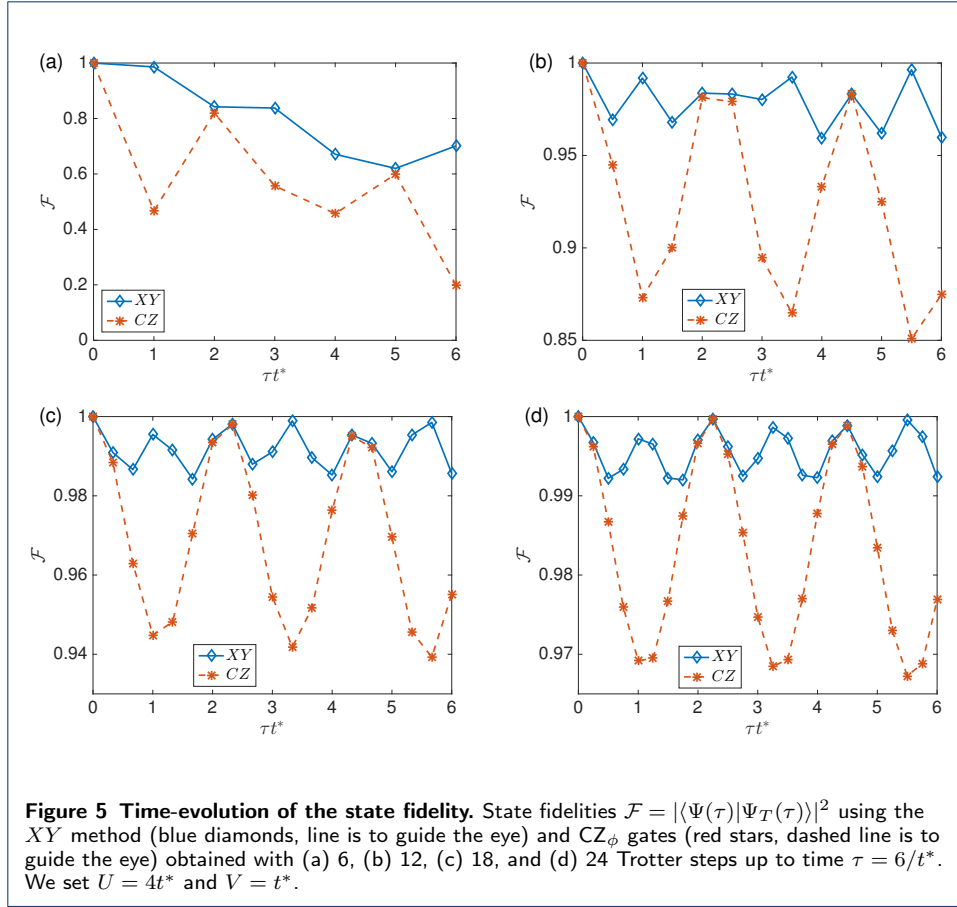 (a)
1
0.8
0.6
0.4
0.2
0
ℱ
XY
CZ
0 1 2 3 4 5 6
τt*
(b)
1
0.95
0.9
0.85
ℱ
XY
CZ
0 1 2 3 4 5 6
τt*
(c)
1
0.98
0.96
0.94
ℱ
XY
CZ
0 1 2 3 4 5 6
τt*
(d)
1
0.99
0.98
0.97
ℱ
XY
CZ
0 1 2 3 4 5 6
τt*
Figure 5 Time-evolution of the state fidelity. State fidelities ℱ = |⟨Ψ(τ)|Ψ_T(τ)⟩|² using the
XY method (blue diamonds, line is to guide the eye) and CZ_ϕ gates (red stars, dashed line is to
guide the eye) obtained with (a) 6, (b) 12, (c) 18, and (d) 24 Trotter steps up to time τ = 6/t*.
We set U = 4t* and V = t*.